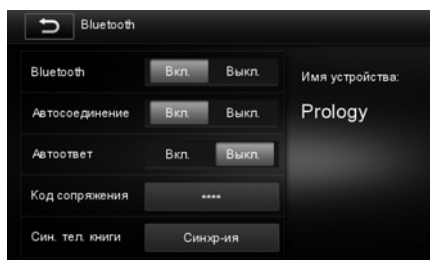 Bluetooth
Bluetooth Вкл. Выкл.
Имя устройства:
Автосоединение Вкл. Выкл.
Prology
Автоответ Вкл. Выкл.
Код сопряжения ****
Син. тел. книги Синхр-ия